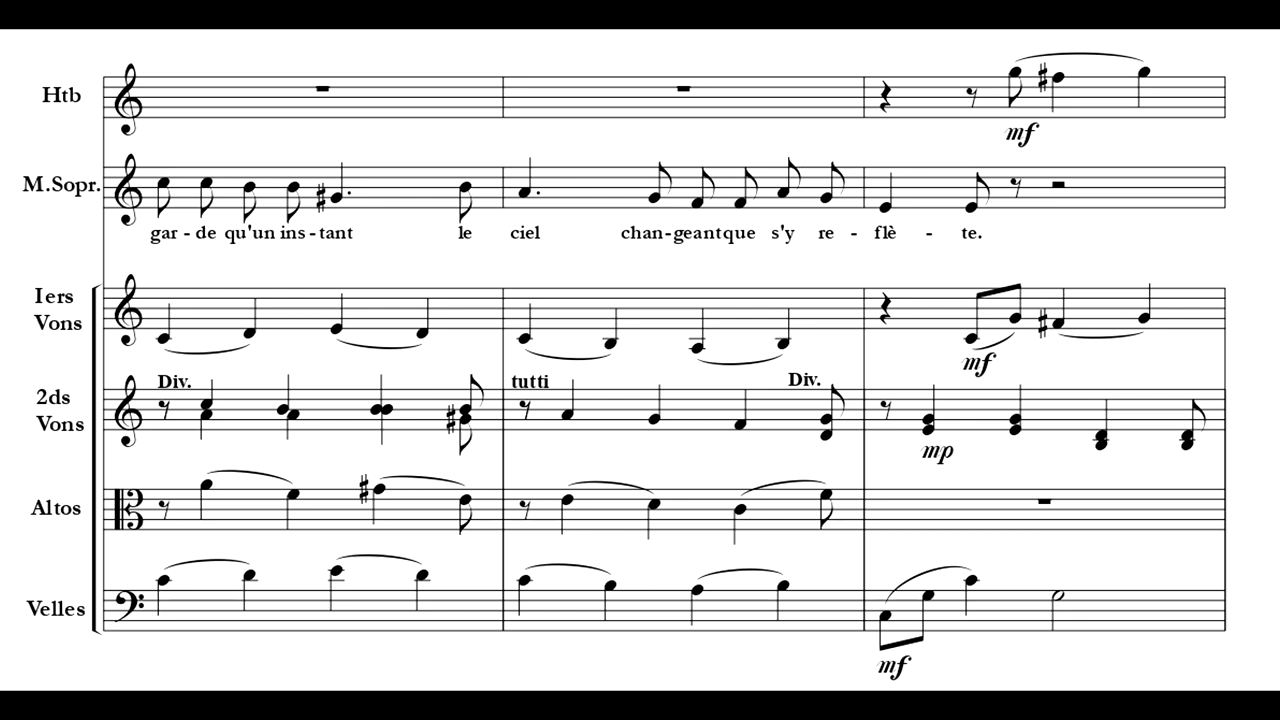 Htb
mf
M.Sopr.
gar - de qu'un ins - tant le ciel chan - geant que s'y re - flè - te.
Iers
Vons
mf
Div. tutti Div.
2ds
Vons
mp
Altos
Velles
mf